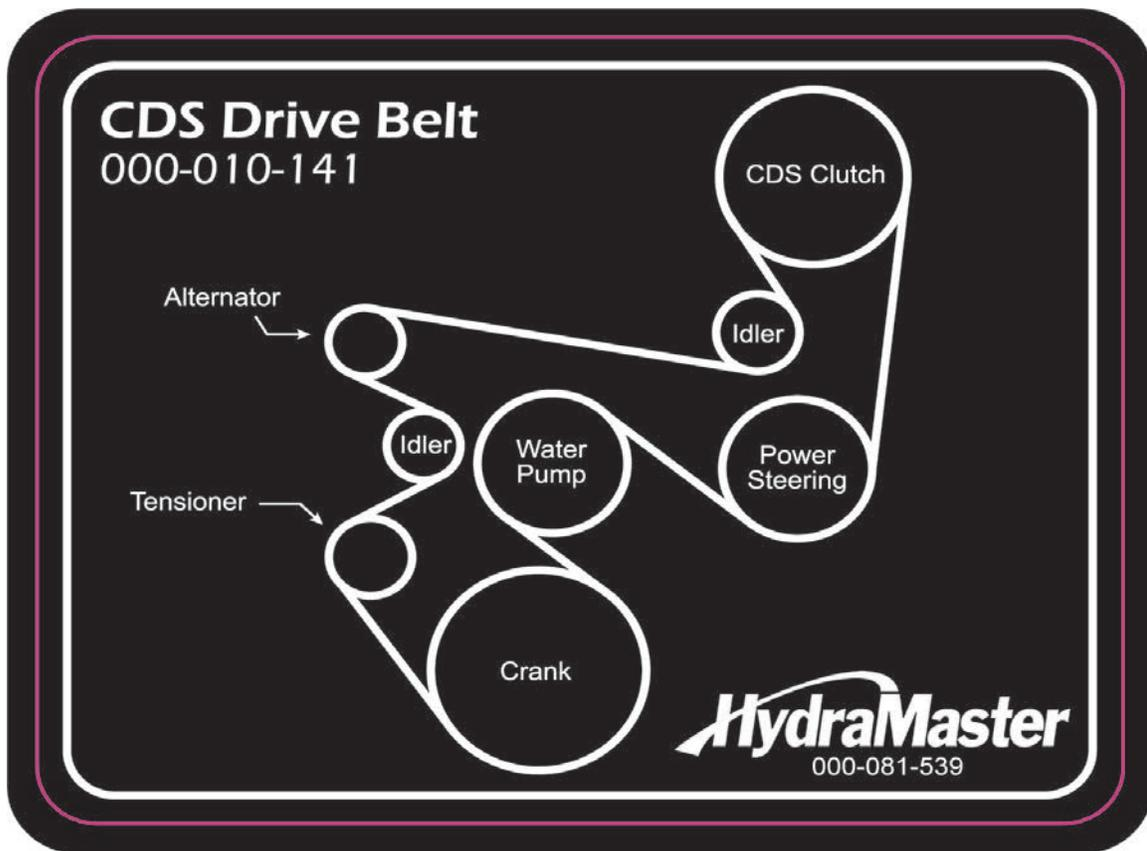 CDS Drive Belt
000-010-141
CDS Clutch
Alternator
Idler
Idler
Water
Pump
Power
Steering
Tensioner
Crank
HydraMaster
000-081-539